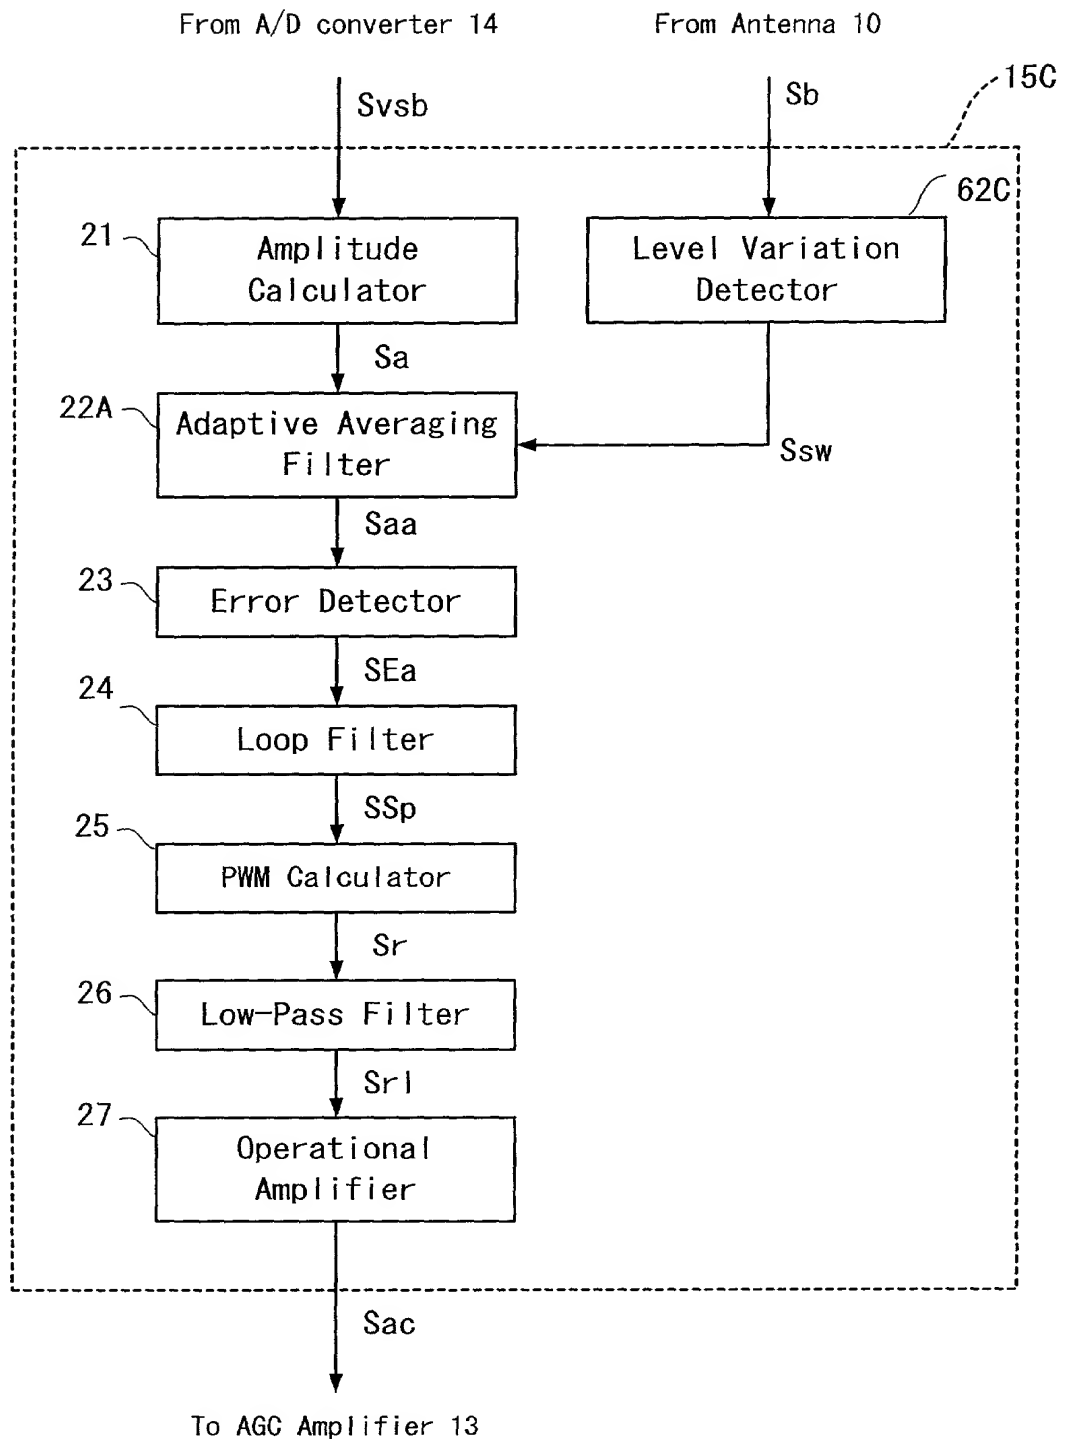 From A/D converter 14
From Antenna 10
15C
Svsb
Sb
62C
21
Amplitude
Calculator
Level Variation
Detector
Sa
22A
Adaptive Averaging
Filter
Ssw
Saa
23
Error Detector
SEa
24
Loop Filter
SSp
25
PWM Calculator
Sr
26
Low-Pass Filter
Srl
27
Operational
Amplifier
Sac
To AGC Amplifier 13